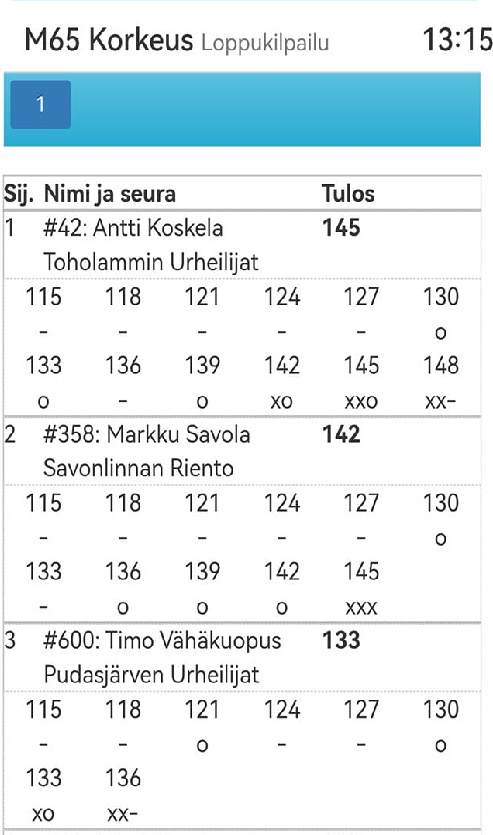 M65 Korkeus Loppukilpailu 13:15
1
Sij. Nimi ja seura Tulos
1 #42: Antti Koskela 145
Toholammin Urheilijat
115 118 121 124 127 130
- - - - - o
133 136 139 142 145 148
o - o xo xxo xx-
2 #358: Markku Savola 142
Savonlinnan Riento
115 118 121 124 127 130
- - - - - o
133 136 139 142 145
- o o o xxx
3 #600: Timo Vähäkuopus 133
Pudasjärven Urheilijat
115 118 121 124 127 130
- - o - - o
133 136
xo xx-